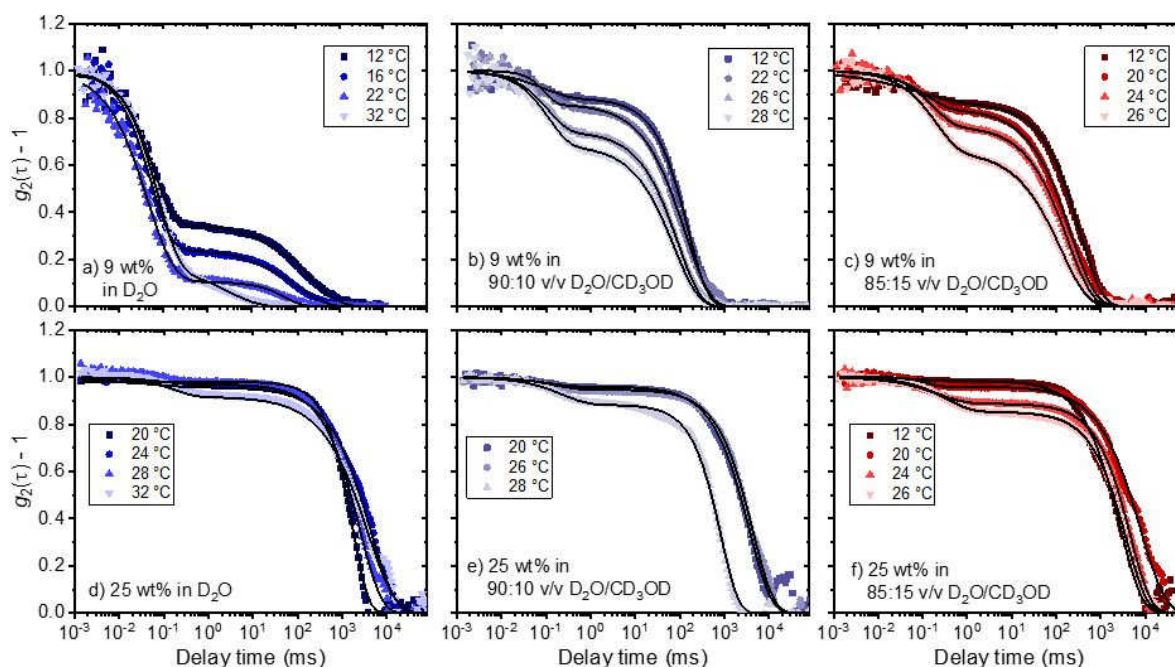 1.2
1.0
0.8
0.6
0.4
0.2
0.0
g2(τ) - 1
12 °C
16 °C
22 °C
32 °C
a) 9 wt%
in D2O
12 °C
22 °C
26 °C
28 °C
b) 9 wt% in
90:10 v/v D2O/CD3OD
12 °C
20 °C
24 °C
26 °C
c) 9 wt% in
85:15 v/v D2O/CD3OD
1.0
0.8
0.6
0.4
0.2
0.0
g2(τ) - 1
20 °C
24 °C
28 °C
32 °C
d) 25 wt% in D2O
20 °C
26 °C
28 °C
e) 25 wt% in
90:10 v/v D2O/CD3OD
12 °C
20 °C
24 °C
26 °C
f) 25 wt% in
85:15 v/v D2O/CD3OD
10-3 10-2 10-1 100 101 102 103 104
10-3 10-2 10-1 100 101 102 103 104
10-3 10-2 10-1 100 101 102 103 104
Delay time (ms)
Delay time (ms)
Delay time (ms)